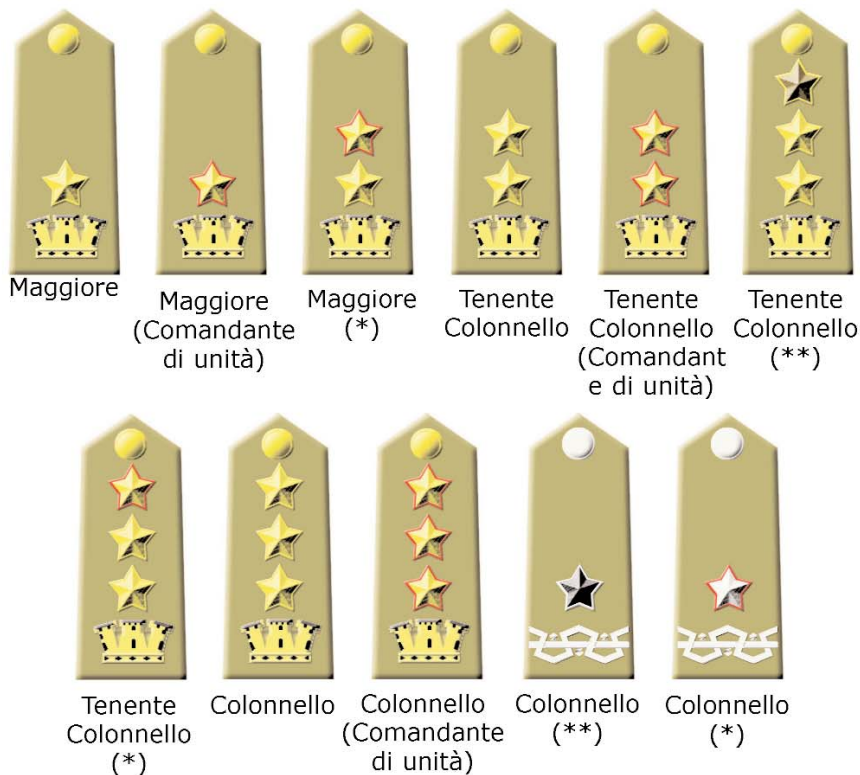 Maggiore
Maggiore
(Comandante
di unità)
Maggiore
(*)
Tenente
Colonnello
Tenente
Colonnello
(Comandant
e di unità)
Tenente
Colonnello
(**)
Tenente
Colonnello
(*)
Colonnello
Colonnello
(Comandante
di unità)
Colonnello
(**)
Colonnello
(*)